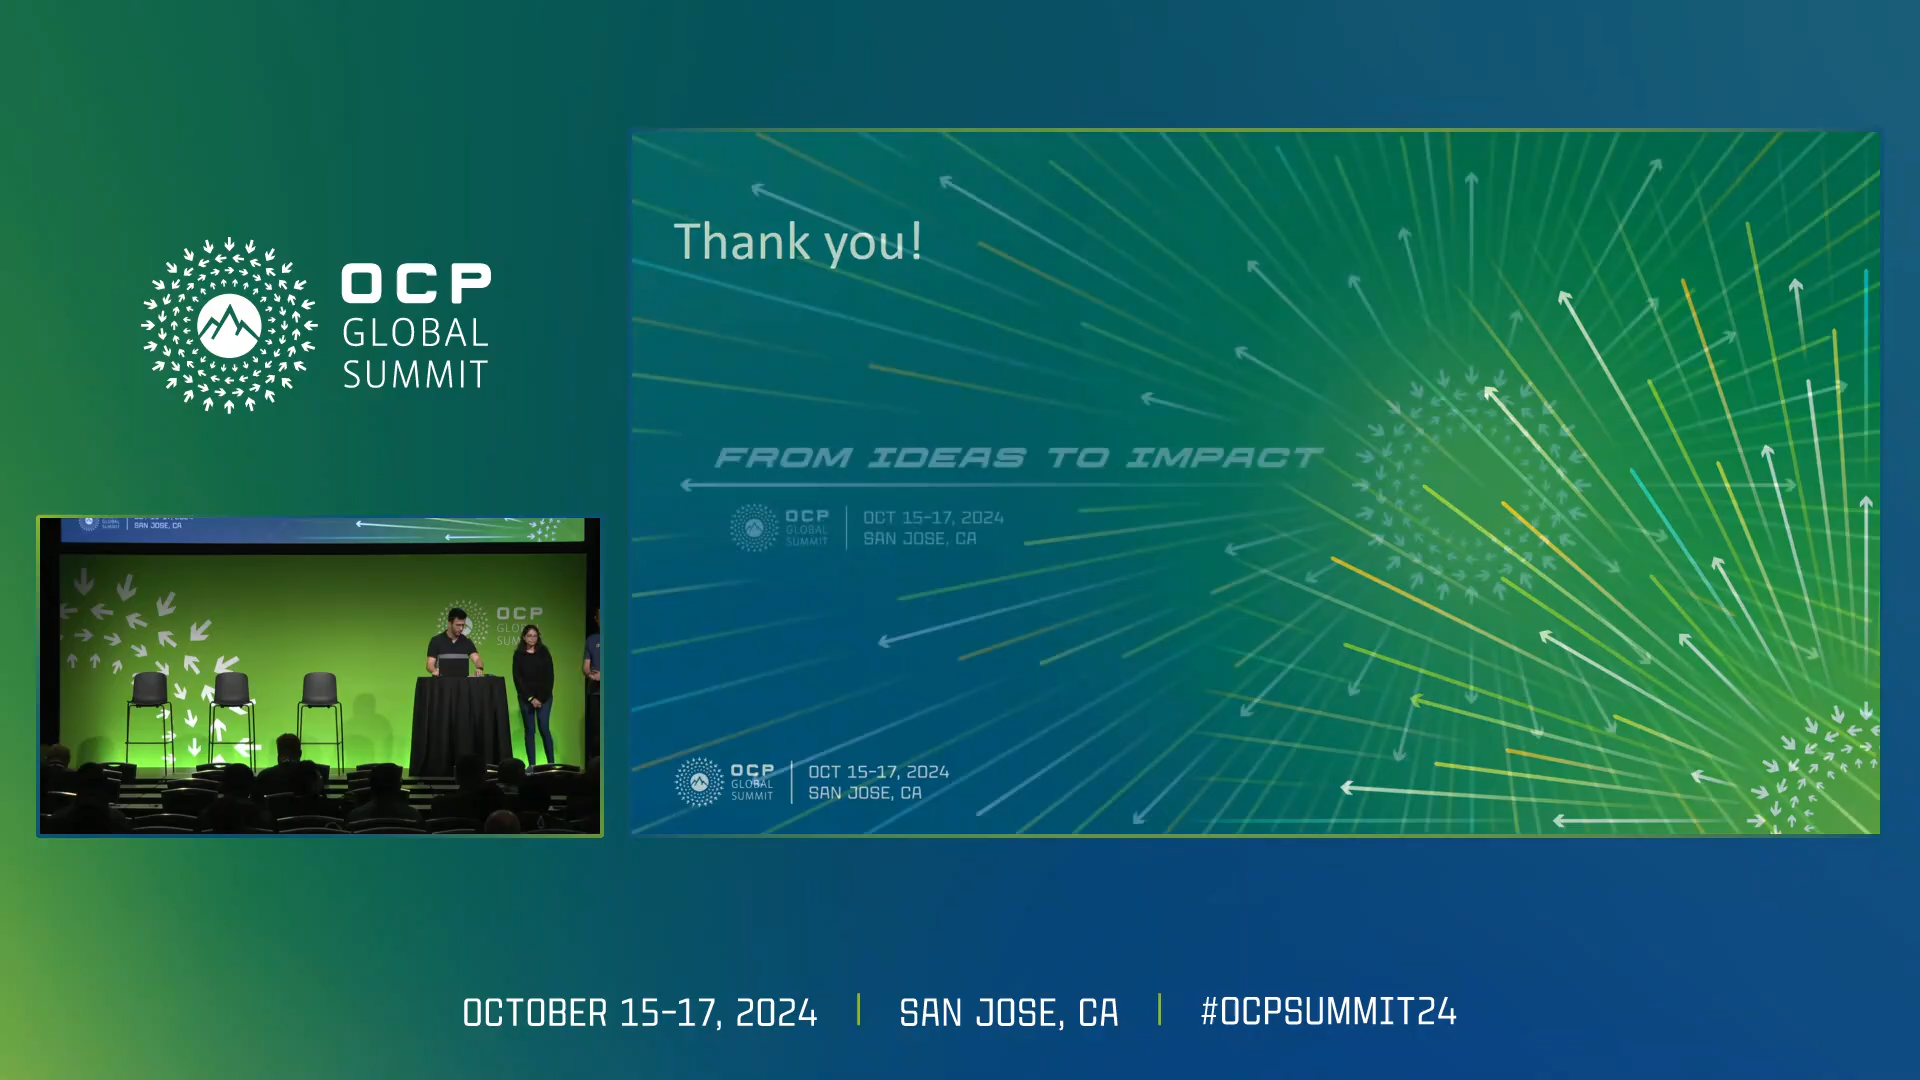 OCP
GLOBAL
SUMMIT
Thank you!
FROM IDEAS TO IMPACT
OCP
GLOBAL
SUMMIT
OCT 15-17, 2024
SAN JOSE, CA
OCP
GLOBAL
SUMMIT
OCT 15-17, 2024
SAN JOSE, CA
SAN JOSE, CA
OCP
OCTOBER 15-17, 2024
SAN JOSE, CA
#OCPSUMMIT24